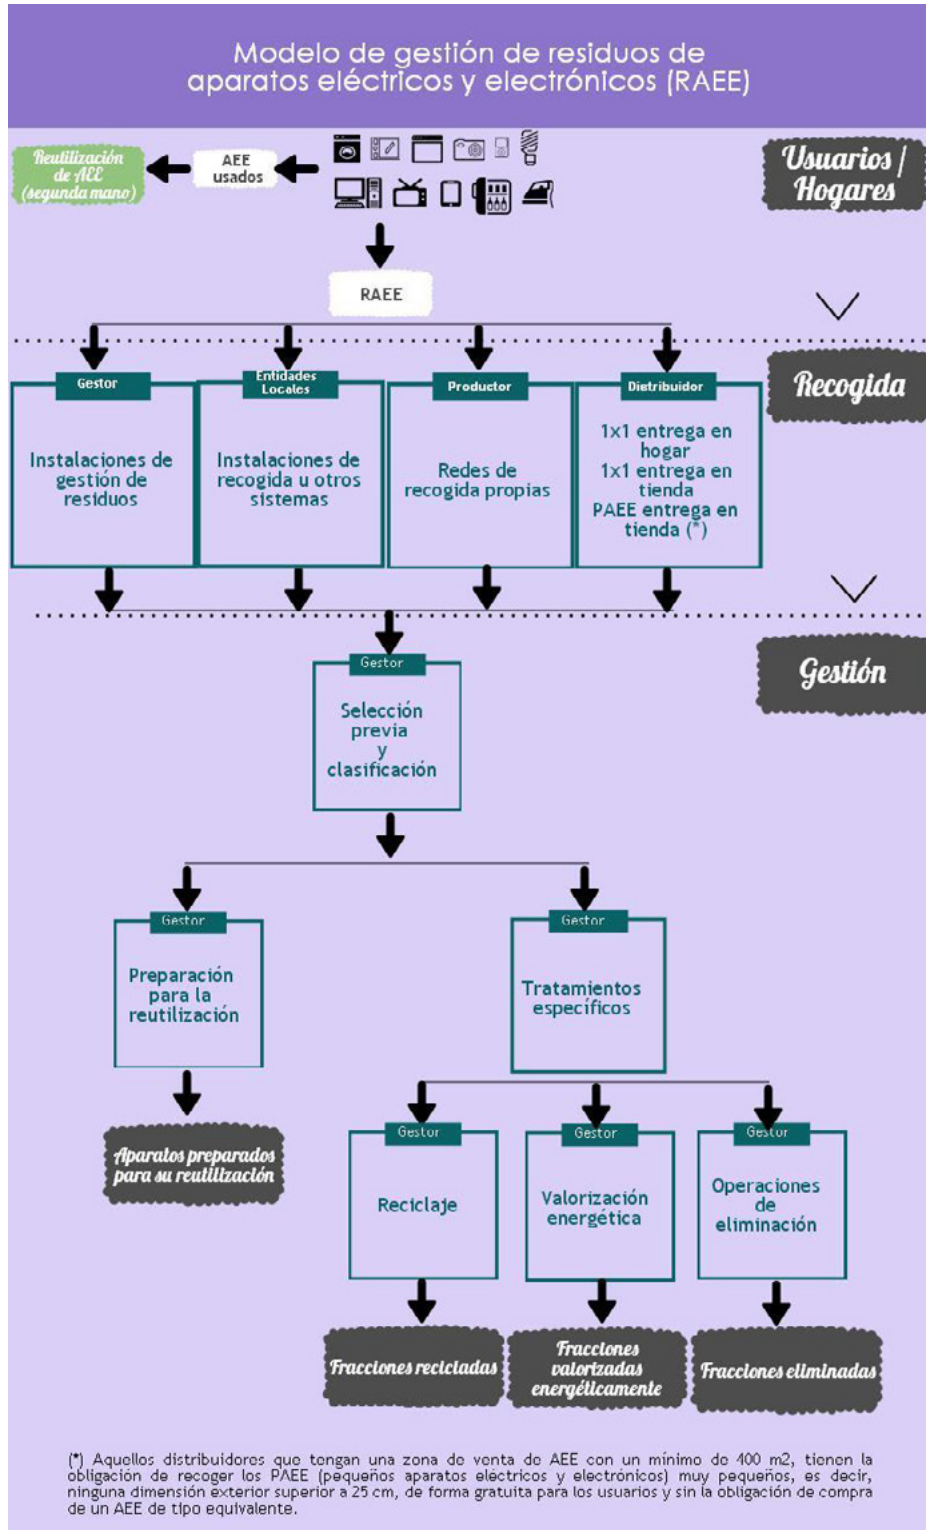 Modelo de gestión de residuos de
aparatos eléctricos y electrónicos (RAEE)
Reutilización
de AEE
(segunda mano)
AEE
usados
Usuarios /
Hogares
RAEE
Recogida
Gestor
Instalaciones de
gestión de
residuos
Entidades
Locales
Instalaciones de
recogida u otros
sistemas
Productor
Redes de
recogida propias
Distribuidor
1x1 entrega en
hogar
1x1 entrega en
tienda
PAEE entrega en
tienda (*)
Gestión
Gestor
Selección
previa
y
clasificación
Gestor
Preparación
para la
reutilización
Gestor
Tratamientos
específicos
Aparatos preparados
para su reutilización
Gestor
Reciclaje
Gestor
Valorización
energética
Gestor
Operaciones
de
eliminación
Fracciones recicladas
Fracciones
valorizadas
energéticamente
Fracciones eliminadas
(*) Aquellos distribuidores que tengan una zona de venta de AEE con un mínimo de 400 m2, tienen la
obligación de recoger los PAEE (pequeños aparatos eléctricos y electrónicos) muy pequeños, es decir,
ninguna dimensión exterior superior a 25 cm, de forma gratuita para los usuarios y sin la obligación de compra
de un AEE de tipo equivalente.